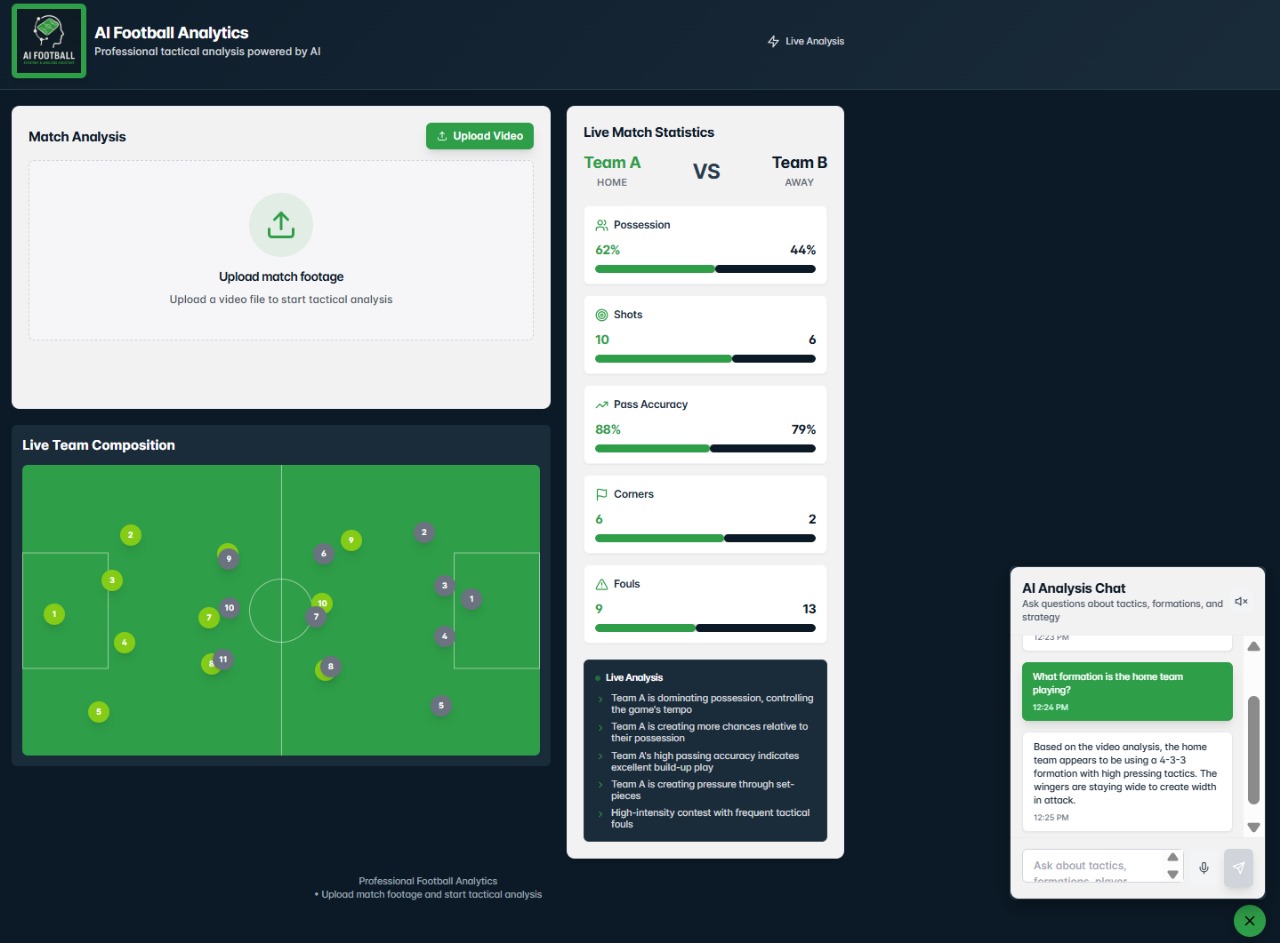 AI FOOTBALL
AI Football Analytics
Professional tactical analysis powered by AI
Live Analysis
Match Analysis
Upload Video
Upload match footage
Upload a video file to start tactical analysis
Live Team Composition
2
9
2
9
6
3
3
1
10
10
1
7
7
4
4
8
11
8
5
5
Live Match Statistics
Team A
HOME
VS
Team B
AWAY
Possession
62% 44%
Shots
10 6
Pass Accuracy
88% 79%
Corners
6 2
Fouls
9 13
Live Analysis
Team A is dominating possession, controlling
the game's tempo
Team A is creating more chances relative to
their possession
Team A's high passing accuracy indicates
excellent build-up play
Team A is creating pressure through set-
pieces
High-intensity contest with frequent tactical
fouls
Professional Football Analytics
• Upload match footage and start tactical analysis
AI Analysis Chat
Ask questions about tactics, formations, and
strategy
12:23 PM
What formation is the home team
playing?
12:24 PM
Based on the video analysis, the home
team appears to be using a 4-3-3
formation with high pressing tactics. The
wingers are staying wide to create width
in attack.
12:25 PM
Ask about tactics,
formations, player